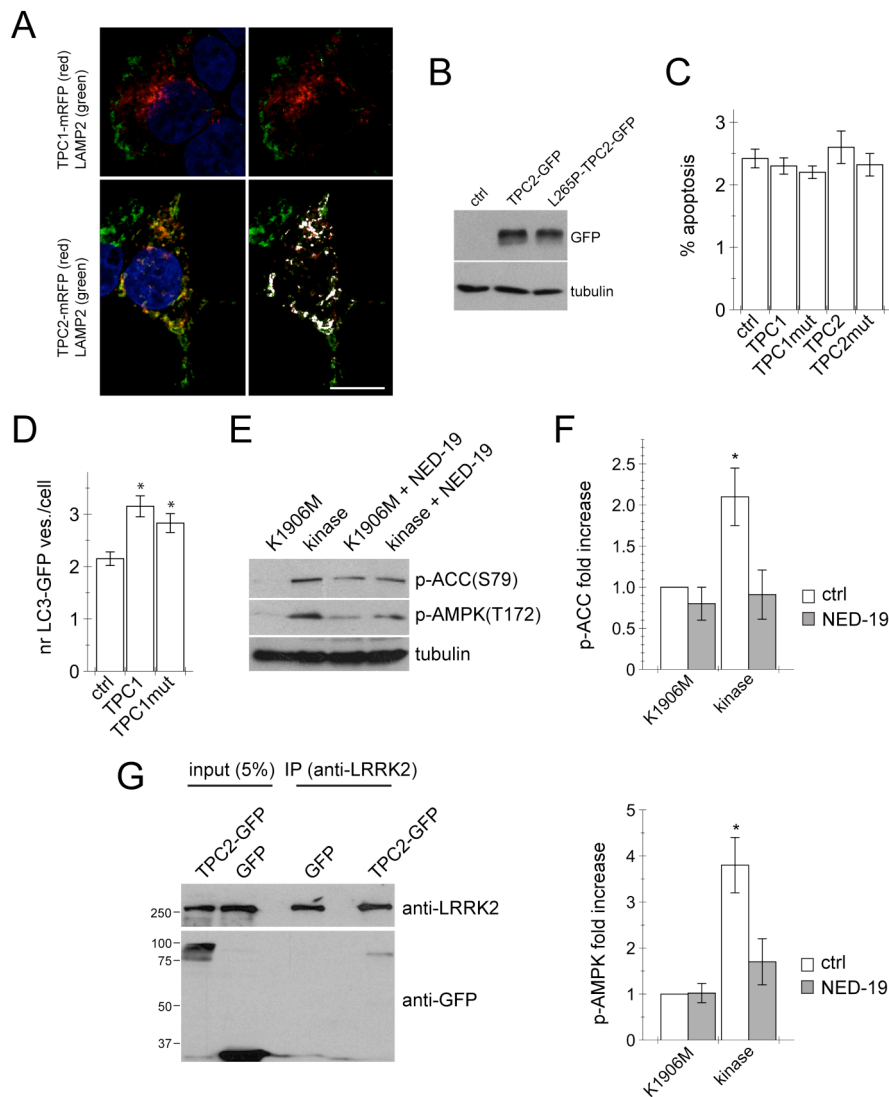 A
TPC1-mRFP (red)
LAMP2 (green)
TPC2-mRFP (red)
LAMP2 (green)
B
ctrl
TPC2-GFP
L265P-TPC2-GFP
GFP
tubulin
C
% apoptosis
3
2
1
0
ctrl
TPC1
TPC1mut
TPC2
TPC2mut
D
nr LC3-GFP ves./cell
3
2
1
0
*
*
ctrl
TPC1
TPC1mut
E
K1906M
kinase
K1906M + NED-19
kinase + NED-19
p-ACC(S79)
p-AMPK(T172)
tubulin
F
p-ACC fold increase
2.5
2.0
1.5
1.0
0.5
0
*
K1906M
kinase
ctrl
NED-19
G
input (5%)
IP (anti-LRRK2)
TPC2-GFP
GFP
GFP
TPC2-GFP
250
anti-LRRK2
100
75
50
37
anti-GFP
p-AMPK fold increase
5
4
3
2
1
0
*
K1906M
kinase
ctrl
NED-19